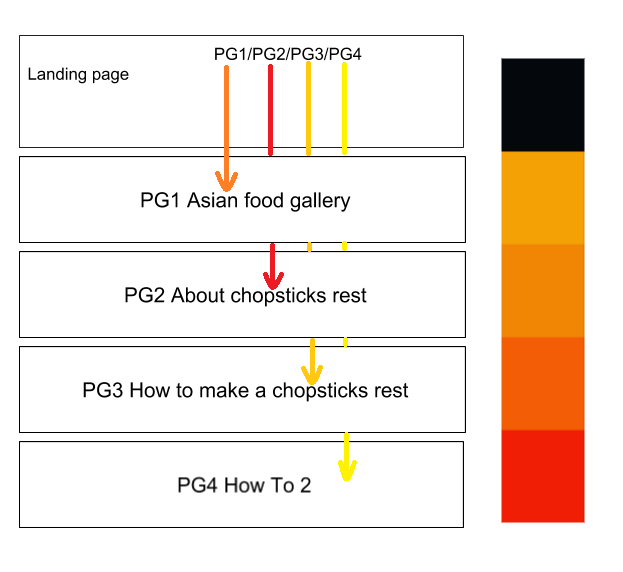 PG1/PG2/PG3/PG4
Landing page
PG1 Asian food gallery
PG2 About chopsticks rest
PG3 How to make a chopsticks rest
PG4 How To 2